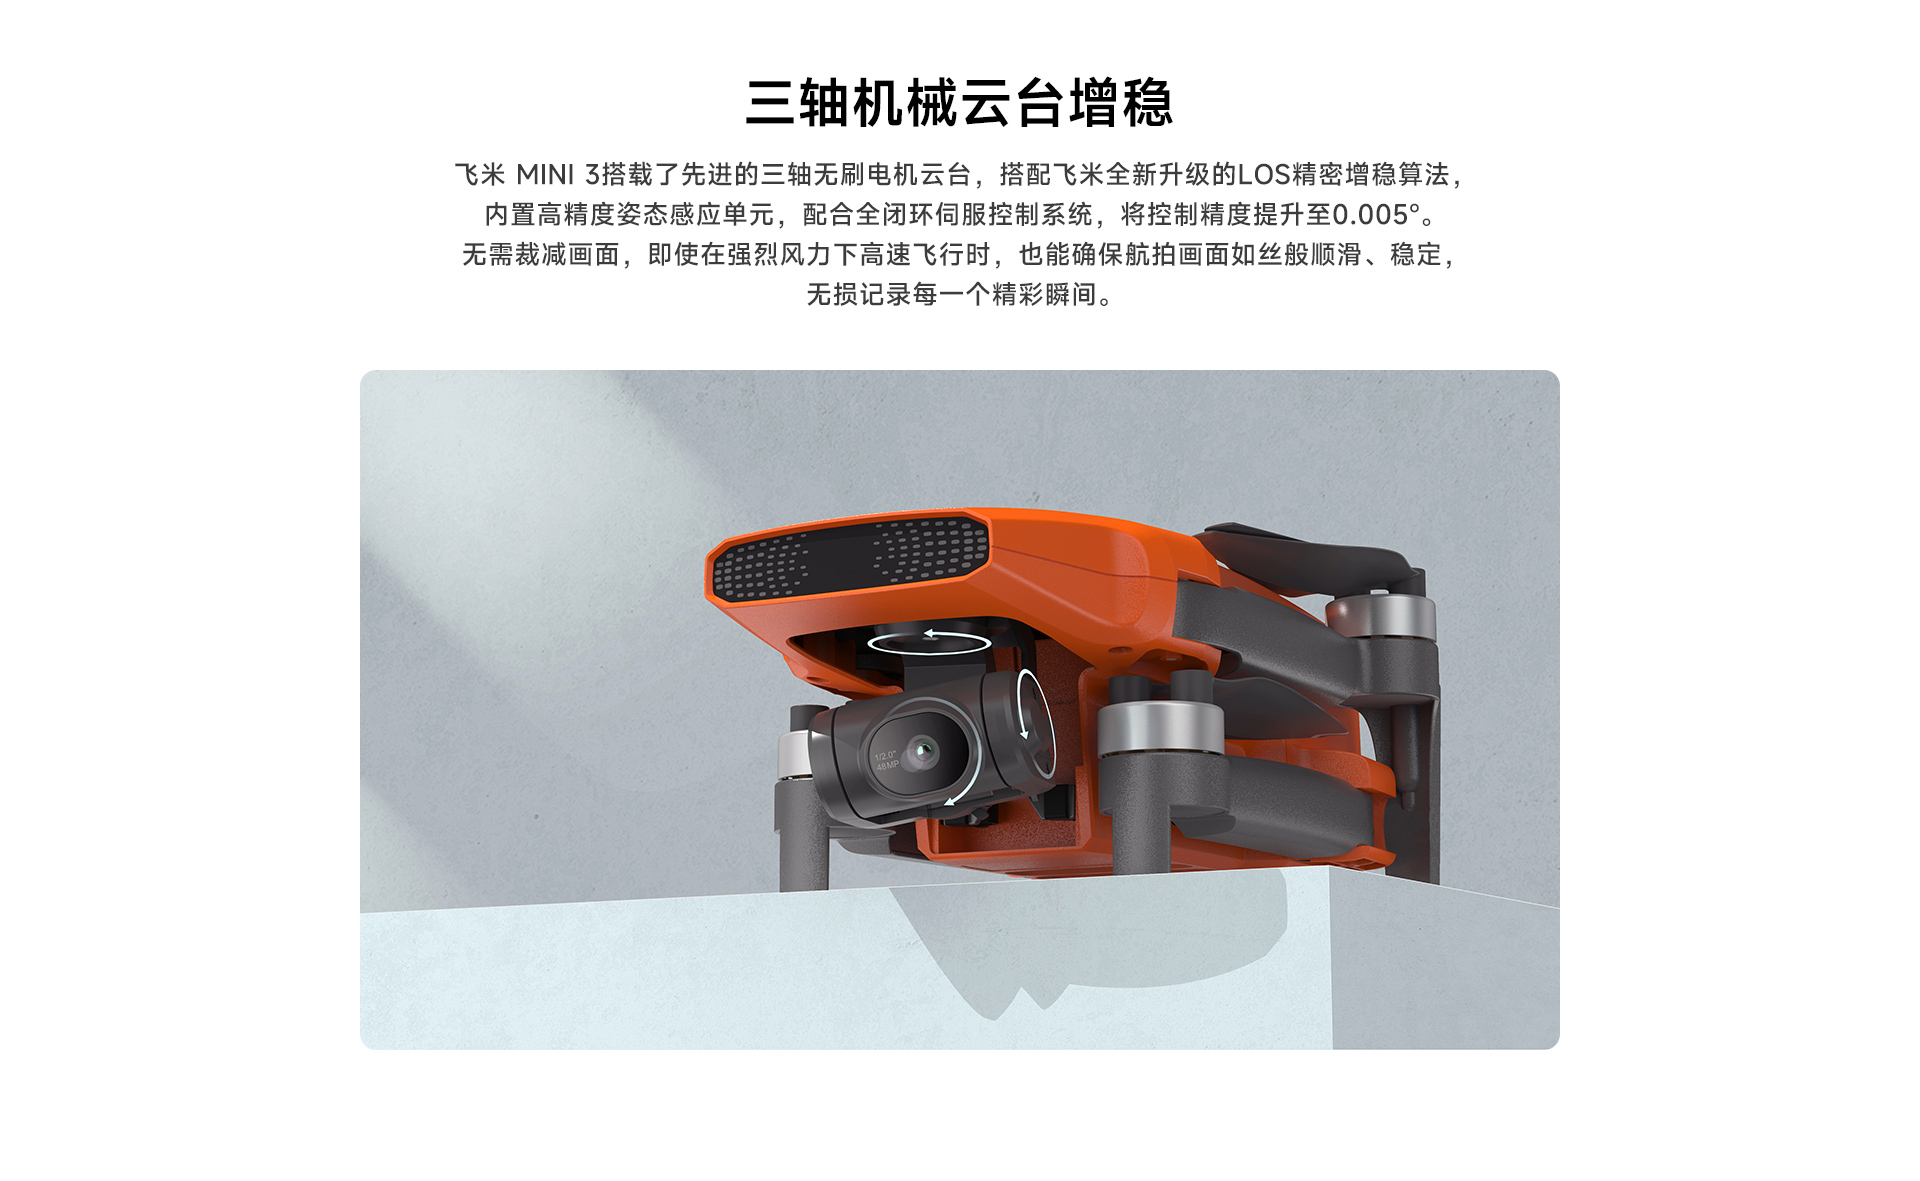 三轴机械云台增稳
飞米 MINI 3搭载了先进的三轴无刷电机云台，搭配飞米全新升级的LOS精密增稳算法，
内置高精度姿态感应单元，配合全闭环伺服控制系统，将控制精度提升至0.005°。
无需裁减画面，即使在强烈风力下高速飞行时，也能确保航拍画面如丝般顺滑、稳定，
无损记录每一个精彩瞬间。
1/2.0"
48MP